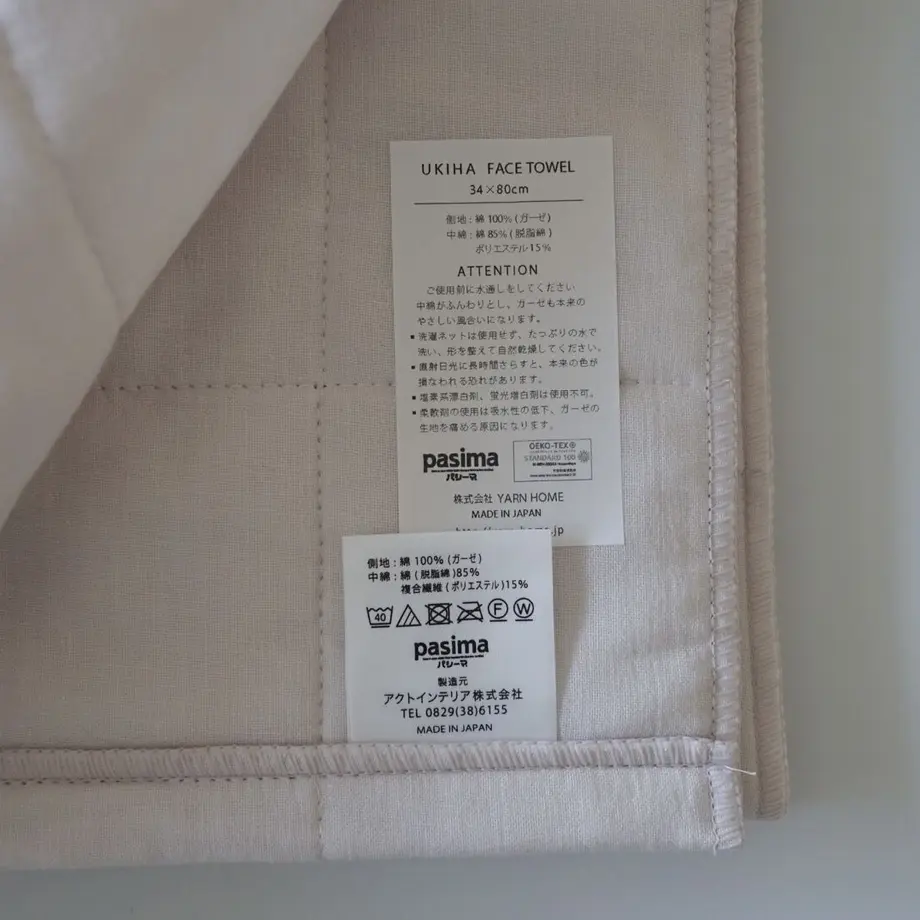 UKIHA FACE TOWEL
34×80cm
側地：綿 100% (ガーゼ)
中綿：綿 85% (脱脂綿)
ポリエステル15%
ATTENTION
ご使用前に水通しをしてください
中綿がふんわりとし、ガーゼも本来の
やさしい風合いになります。
▪洗濯ネットは使用せず、たっぷりの水で
洗い、形を整えて自然乾燥してください。
▪直射日光に長時間さらすと、本来の色が
損なわれる恐れがあります。
▪塩素系漂白剤、蛍光増白剤は使用不可。
▪柔軟剤の使用は吸水性の低下、ガーゼの
生地を痛める原因になります。
pasima
パシーマ
OEKO-TEX®
STANDARD 100
株式会社 YARN HOME
MADE IN JAPAN
側地：綿 100% (ガーゼ)
中綿：綿 (脱脂綿) 85%
複合繊維 (ポリエステル) 15%
40 F W
pasima
パシーマ
製造元
アクトインテリア株式会社
TEL 0829(38)6155
MADE IN JAPAN